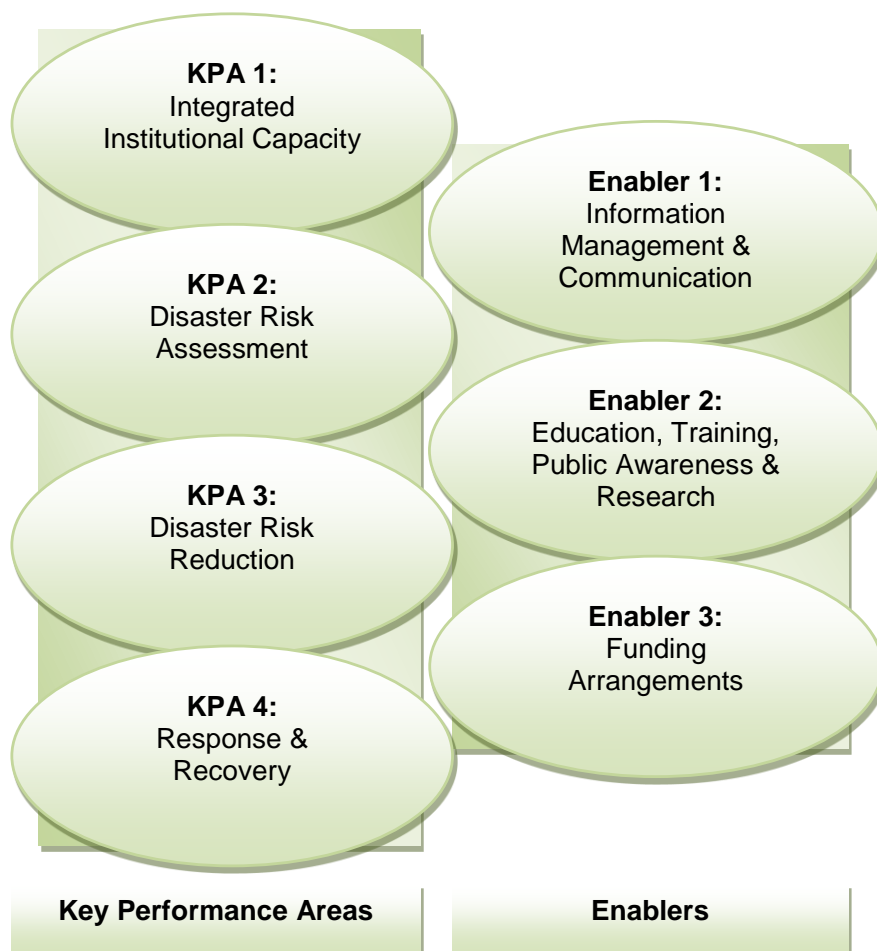 KPA 1:
Integrated
Institutional Capacity
KPA 2:
Disaster Risk
Assessment
KPA 3:
Disaster Risk
Reduction
KPA 4:
Response &
Recovery
Key Performance Areas
Enabler 1:
Information
Management &
Communication
Enabler 2:
Education, Training,
Public Awareness &
Research
Enabler 3:
Funding
Arrangements
Enablers